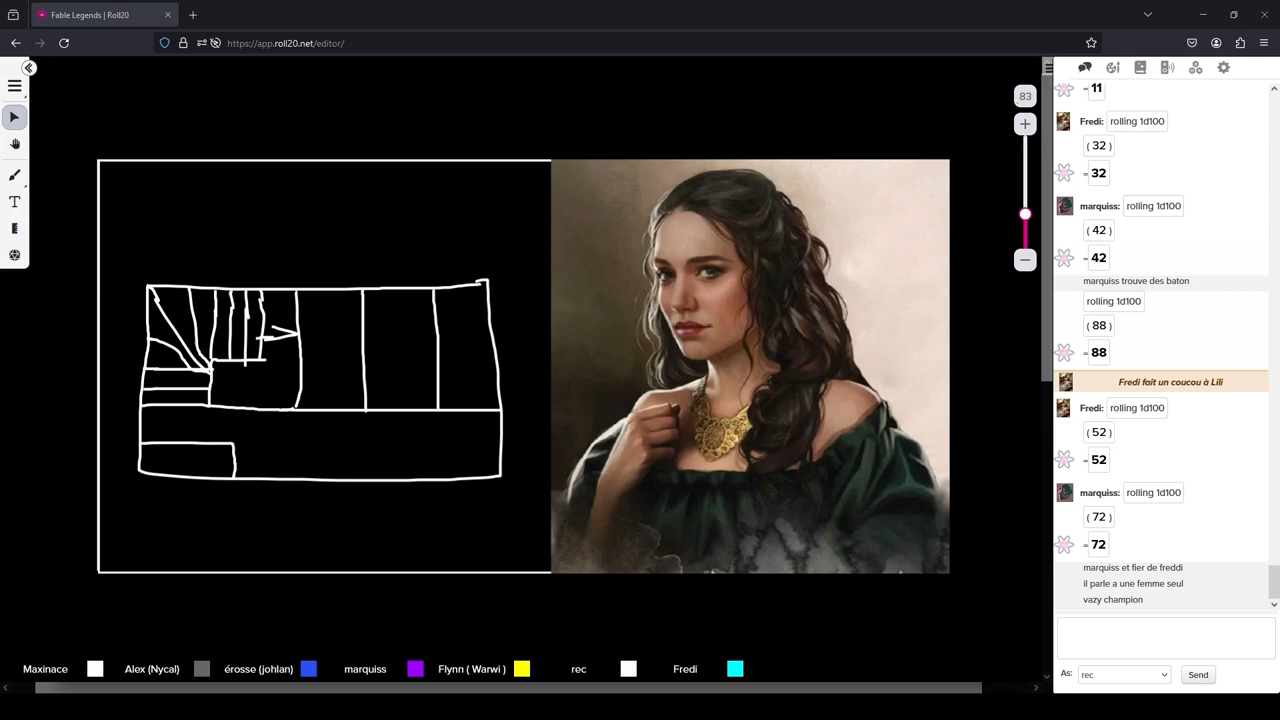 Fable Legends | Roll20
https://app.roll20.net/editor/
83
= 11
Fredi: rolling 1d100
( 32 )
= 32
marquiss: rolling 1d100
( 42 )
= 42
marquiss trouve des baton
rolling 1d100
( 88 )
= 88
Fredi fait un coucou à Lili
Fredi: rolling 1d100
( 52 )
= 52
marquiss: rolling 1d100
( 72 )
= 72
marquiss et fier de freddi
il parle a une femme seul
vazy champion
Maxinace Alex (Nycal) érosse (johlan) marquiss Flynn ( Warwi ) rec Fredi
As: rec Send